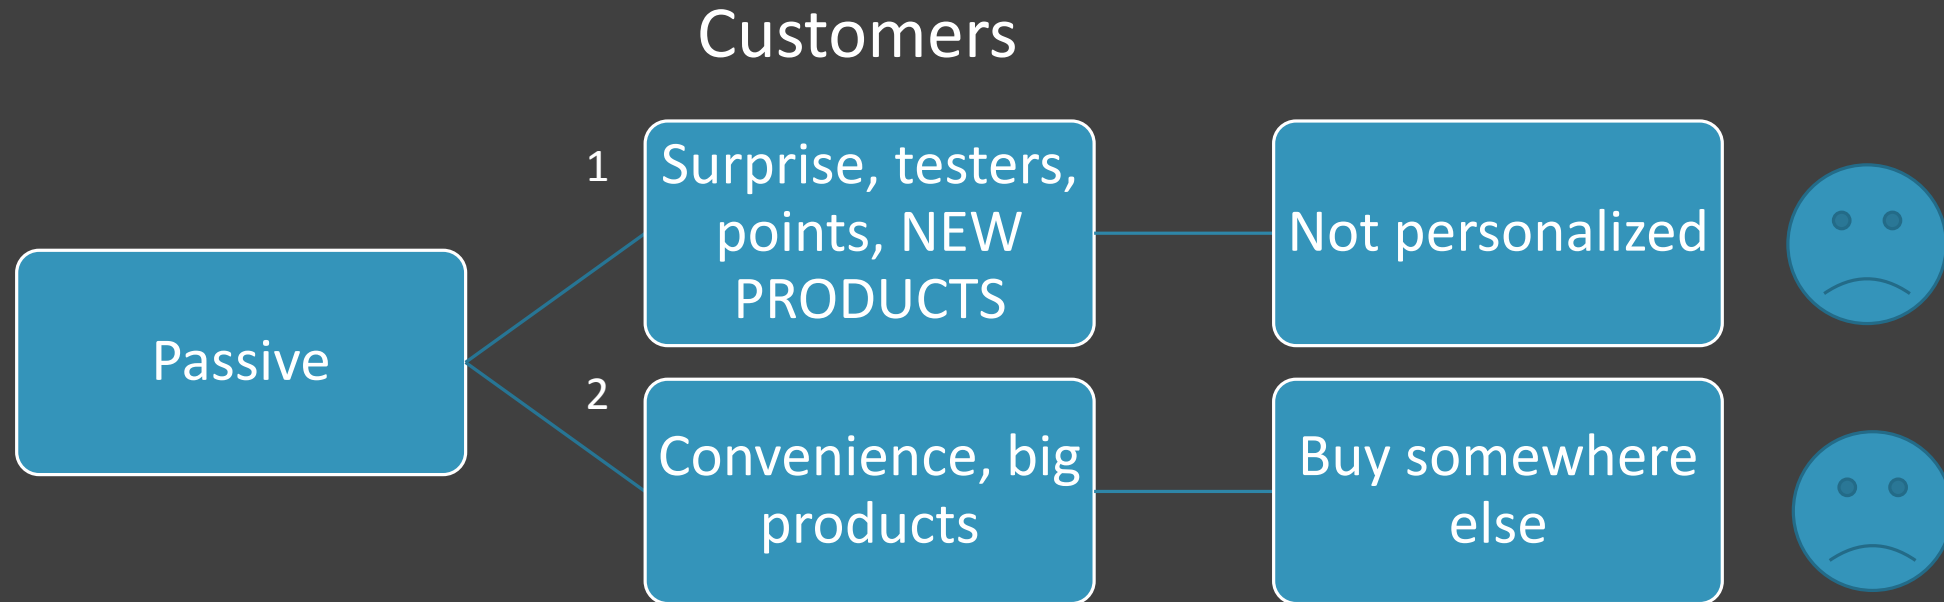 Customers
Passive
1
Surprise, testers,
points, NEW
PRODUCTS
Not personalized
2
Convenience, big
products
Buy somewhere
else